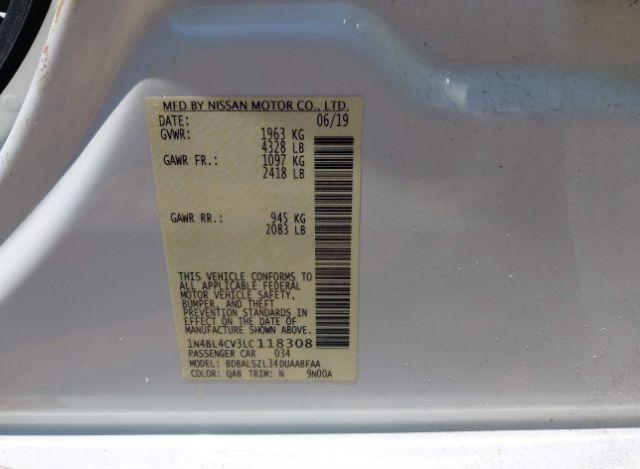 MFD BY NISSAN MOTOR CO., LTD.
DATE: 06/19
GVWR: 1963 KG
4328 LB
GAWR FR.: 1097 KG
2418 LB
GAWR RR.: 945 KG
2083 LB
THIS VEHICLE CONFORMS TO
ALL APPLICABLE FEDERAL
MOTOR VEHICLE SAFETY,
BUMPER, AND THEFT
PREVENTION STANDARDS IN
EFFECT ON THE DATE OF
MANUFACTURE SHOWN ABOVE.
1N4BL4CV3LC118308
PASSENGER CAR 034
MODEL: BDBALSZL34DUAABFAA
COLOR: QAB TRIM: N 9N00A